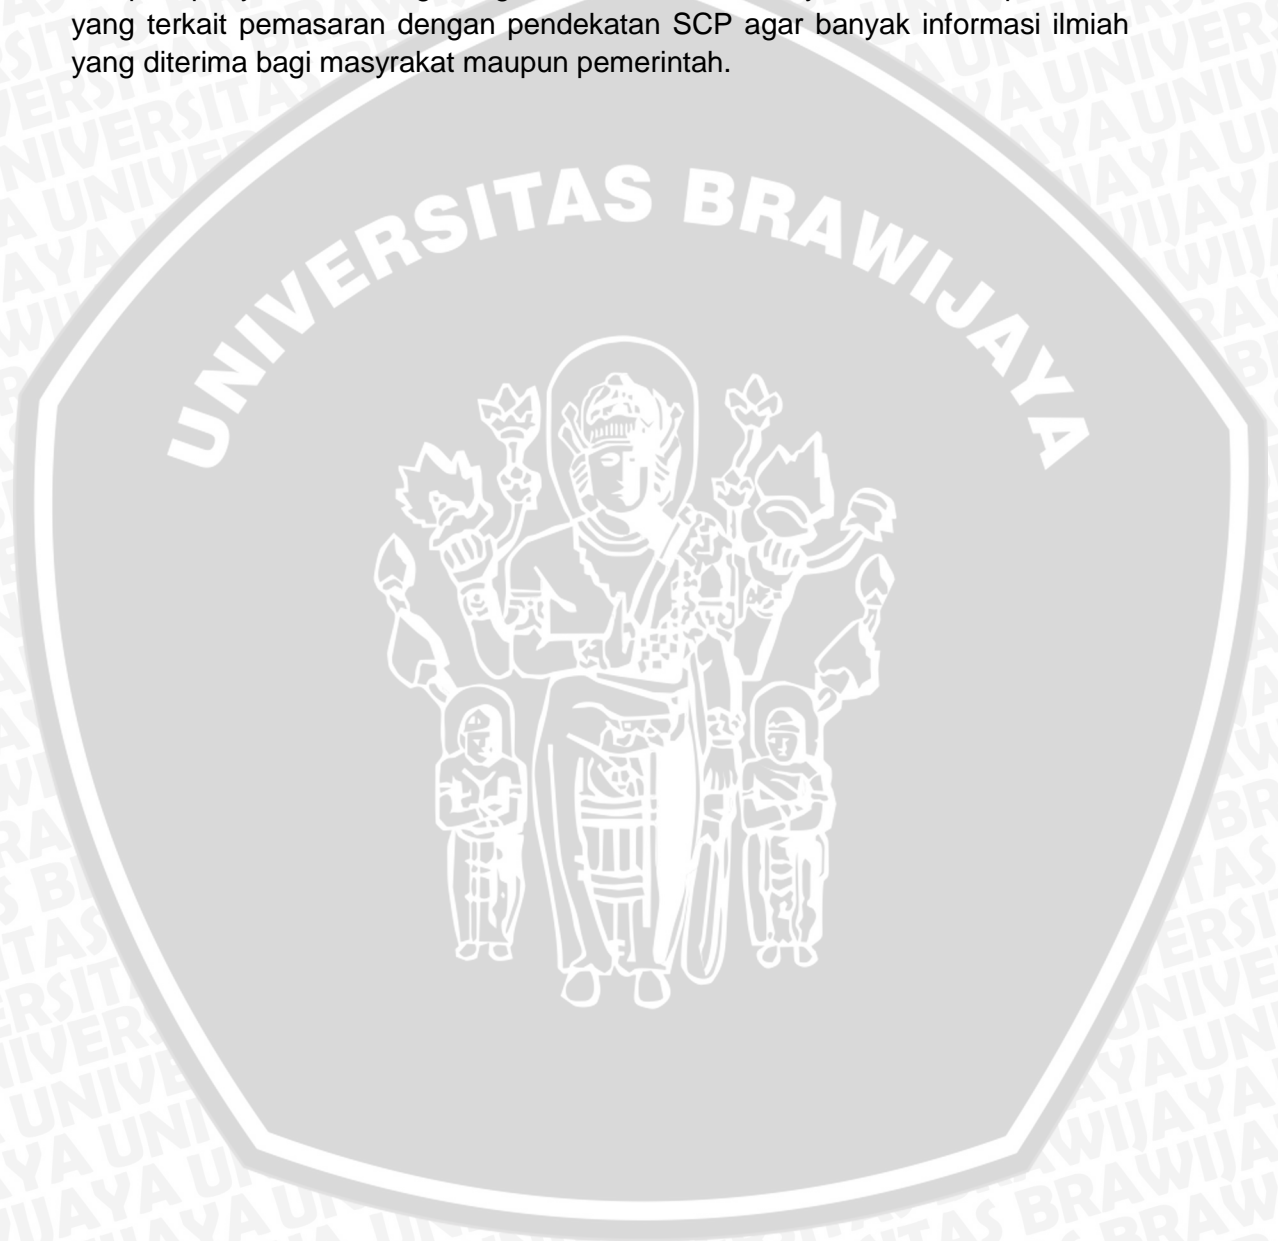 yang terkait pemasaran dengan pendekatan SCP agar banyak informasi ilmiah
yang diterima bagi masyrakat maupun pemerintah.
UNIVERSITAS BRAWIJAYA